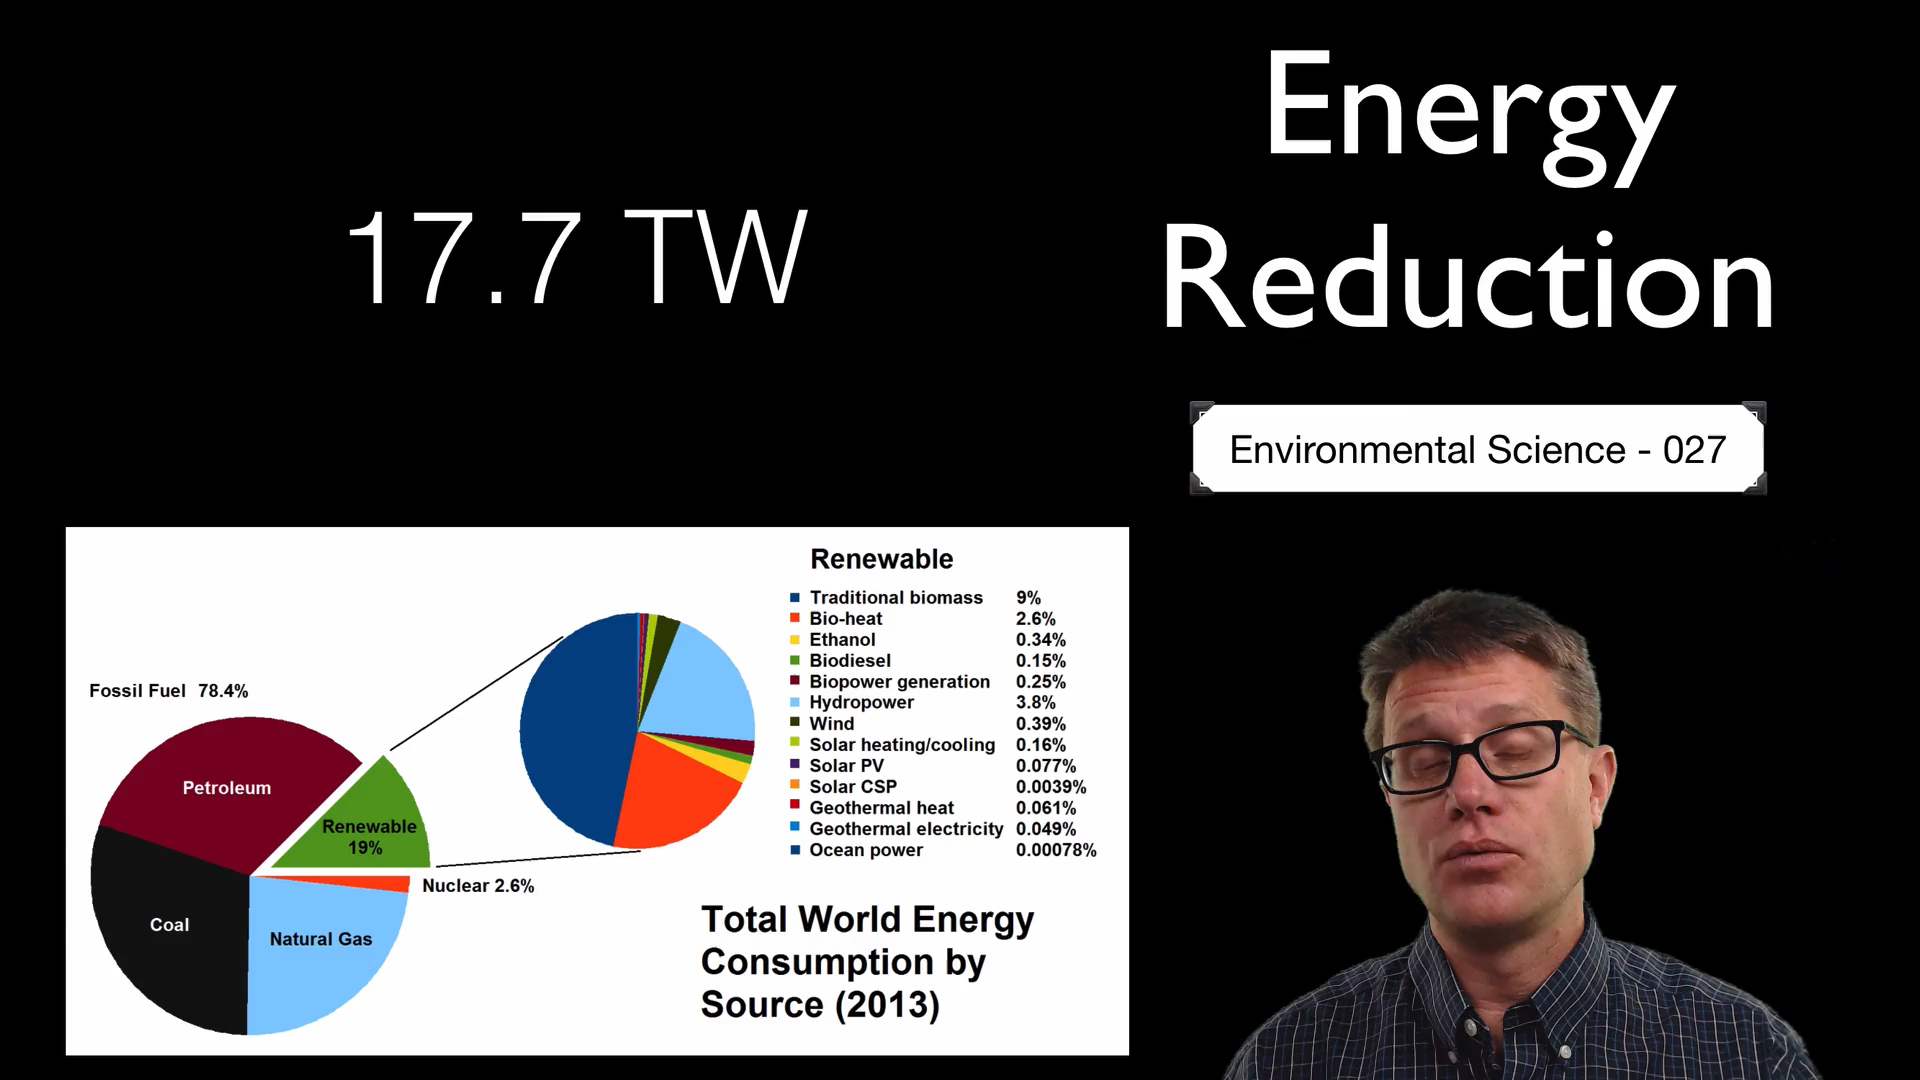 Energy
Reduction
17.7 TW
Environmental Science - 027
Renewable
Traditional biomass 9%
Bio-heat 2.6%
Ethanol 0.34%
Biodiesel 0.15%
Biopower generation 0.25%
Hydropower 3.8%
Wind 0.39%
Solar heating/cooling 0.16%
Solar PV 0.077%
Solar CSP 0.0039%
Geothermal heat 0.061%
Geothermal electricity 0.049%
Ocean power 0.00078%
Fossil Fuel 78.4%
Petroleum
Renewable
19%
Nuclear 2.6%
Coal
Natural Gas
Total World Energy
Consumption by
Source (2013)